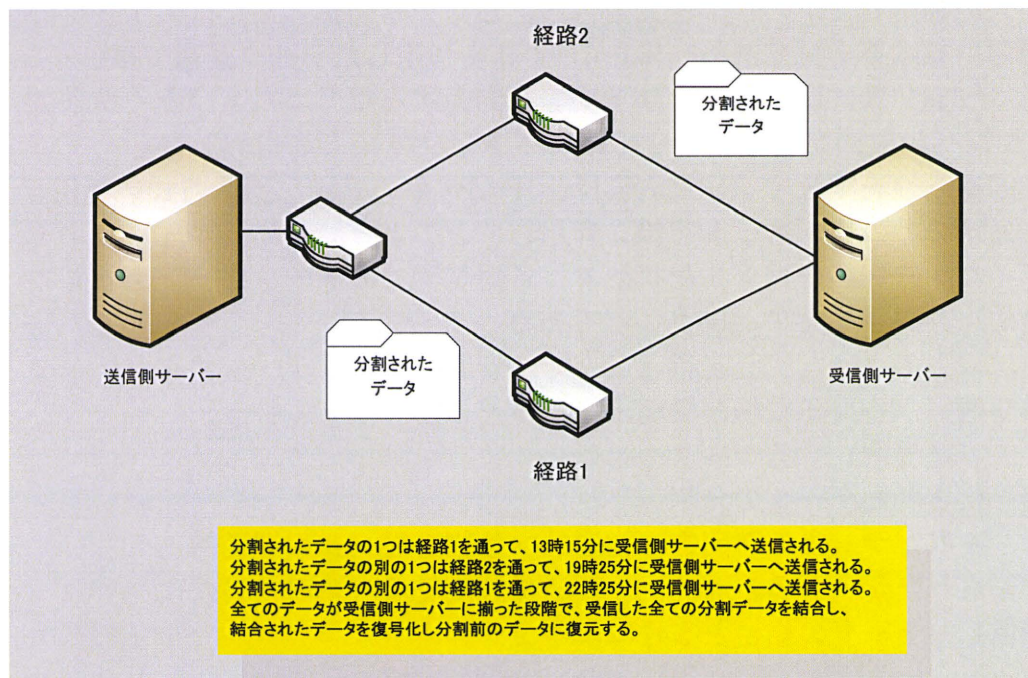 経路2
分割された
データ
分割された
データ
送信側サーバー
受信側サーバー
経路1
分割されたデータの1つは経路1を通って、13時15分に受信側サーバーへ送信される。
分割されたデータの別の1つは経路2を通って、19時25分に受信側サーバーへ送信される。
分割されたデータの別の1つは経路1を通って、22時25分に受信側サーバーへ送信される。
全てのデータが受信側サーバーに揃った段階で、受信した全ての分割データを結合し、
結合されたデータを復号化し分割前のデータに復元する。